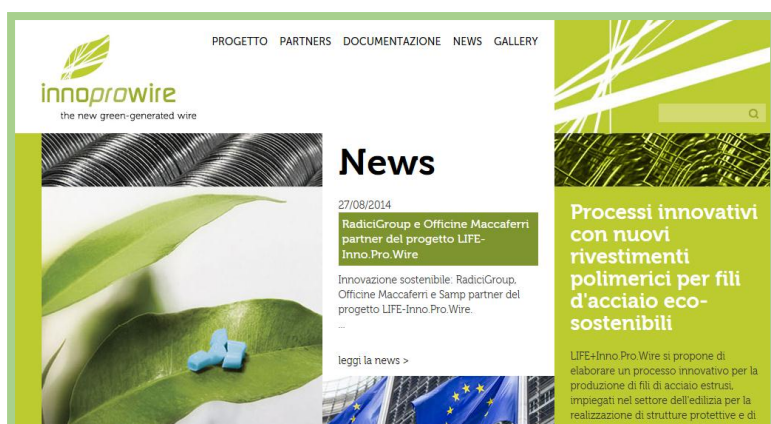 PROGETTO PARTNERS DOCUMENTAZIONE NEWS GALLERY
innoprowire
the new green-generated wire
News
27/08/2014
RadiciGroup e Officine Maccaferri
partner del progetto LIFE-
Inno.Pro.Wire
Innovazione sostenibile: RadiciGroup,
Officine Maccaferri e Samp partner del
progetto LIFE-Inno.Pro.Wire.
...
leggi la news >
Processi innovativi
con nuovi
rivestimenti
polimerici per fili
d'acciaio eco-
sostenibili
LIFE+Inno.Pro.Wire si propone di
elaborare un processo innovativo per la
produzione di fili di acciaio estrusi,
impiegati nel settore dell'edilizia per la
realizzazione di strutture protettive e di